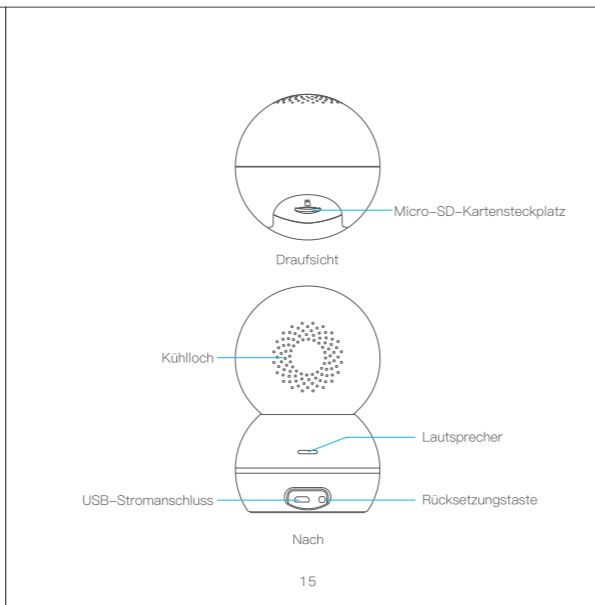 Micro-SD-Kartensteckplatz
Draufsicht
Kühlloch
Lautsprecher
USB-Stromanschluss
Rücksetzungstaste
Nach
15